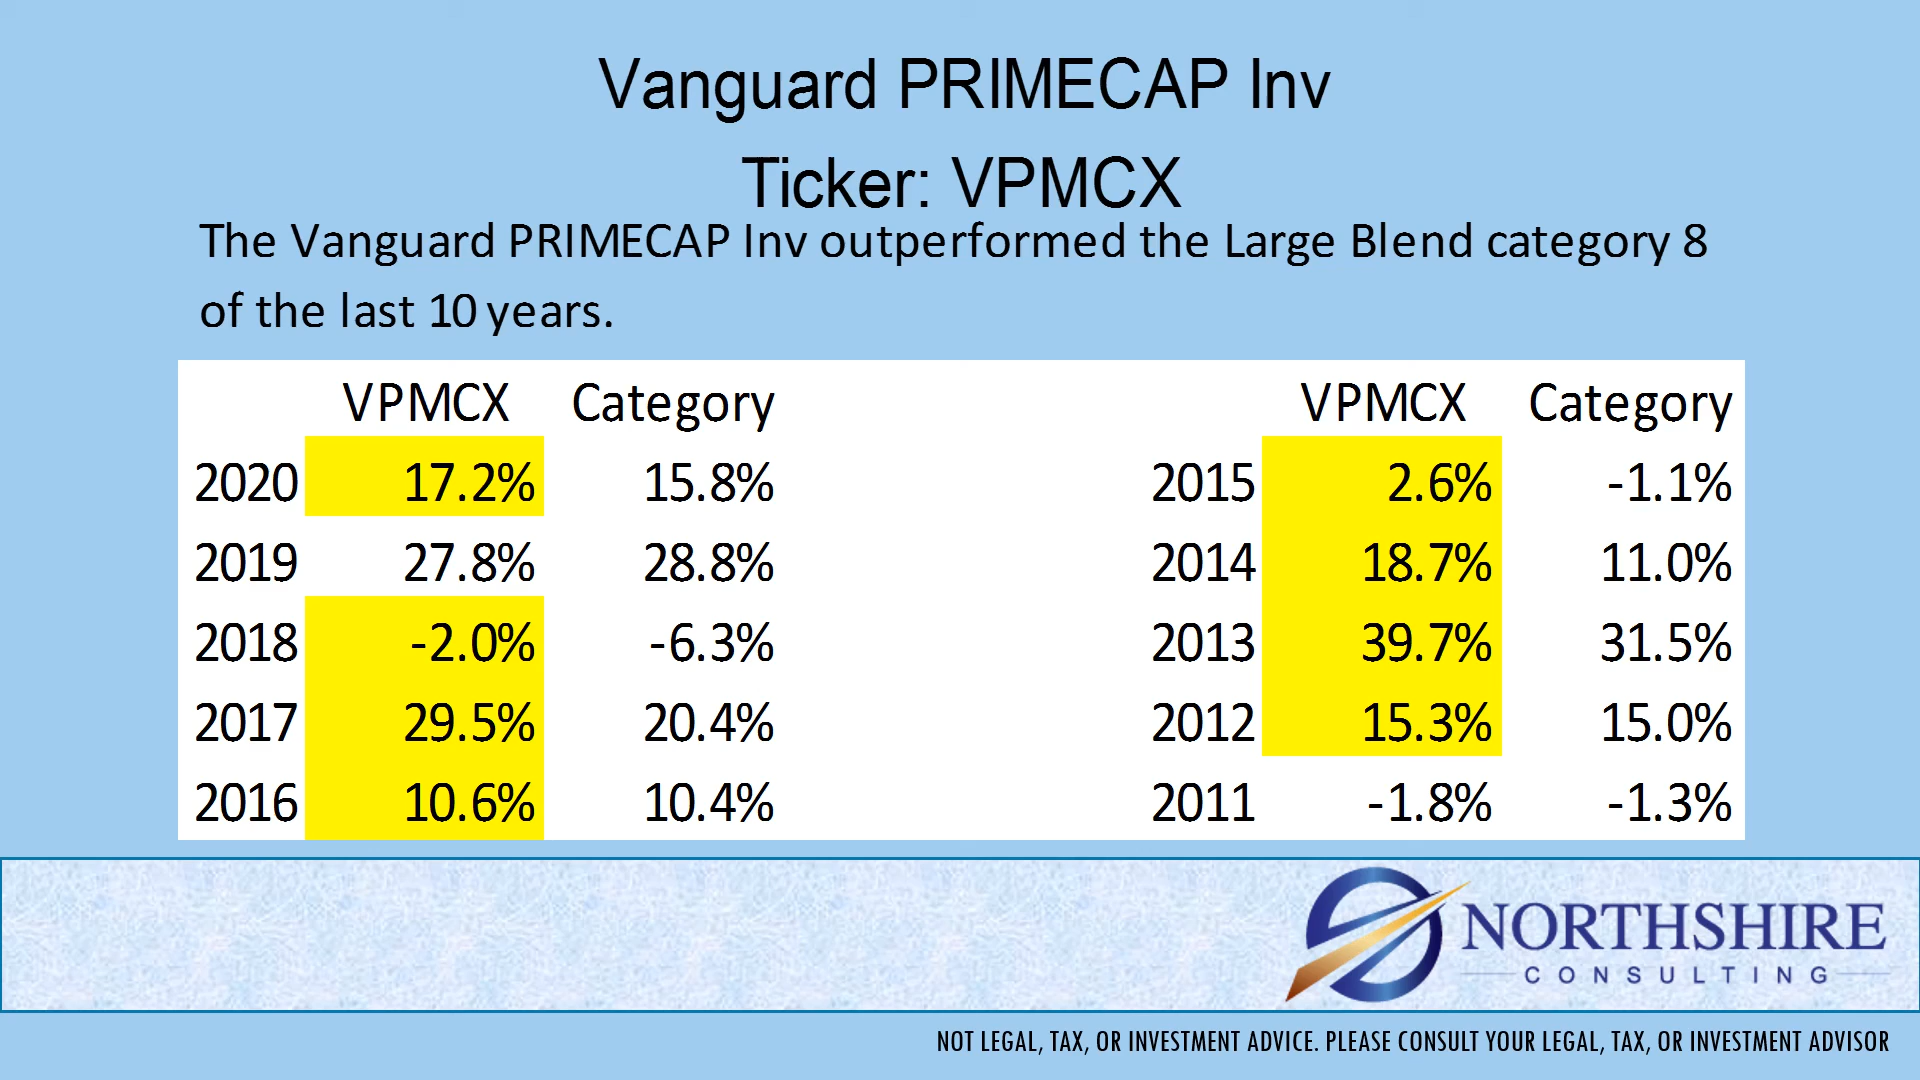 Vanguard PRIMECAP Inv
Ticker: VPMCX
The Vanguard PRIMECAP Inv outperformed the Large Blend category 8
of the last 10 years.
VPMCX Category VPMCX Category
2020 17.2% 15.8% 2015 2.6% -1.1%
2019 27.8% 28.8% 2014 18.7% 11.0%
2018 -2.0% -6.3% 2013 39.7% 31.5%
2017 29.5% 20.4% 2012 15.3% 15.0%
2016 10.6% 10.4% 2011 -1.8% -1.3%
NORTHSHIRE
CONSULTING
NOT LEGAL, TAX, OR INVESTMENT ADVICE. PLEASE CONSULT YOUR LEGAL, TAX, OR INVESTMENT ADVISOR